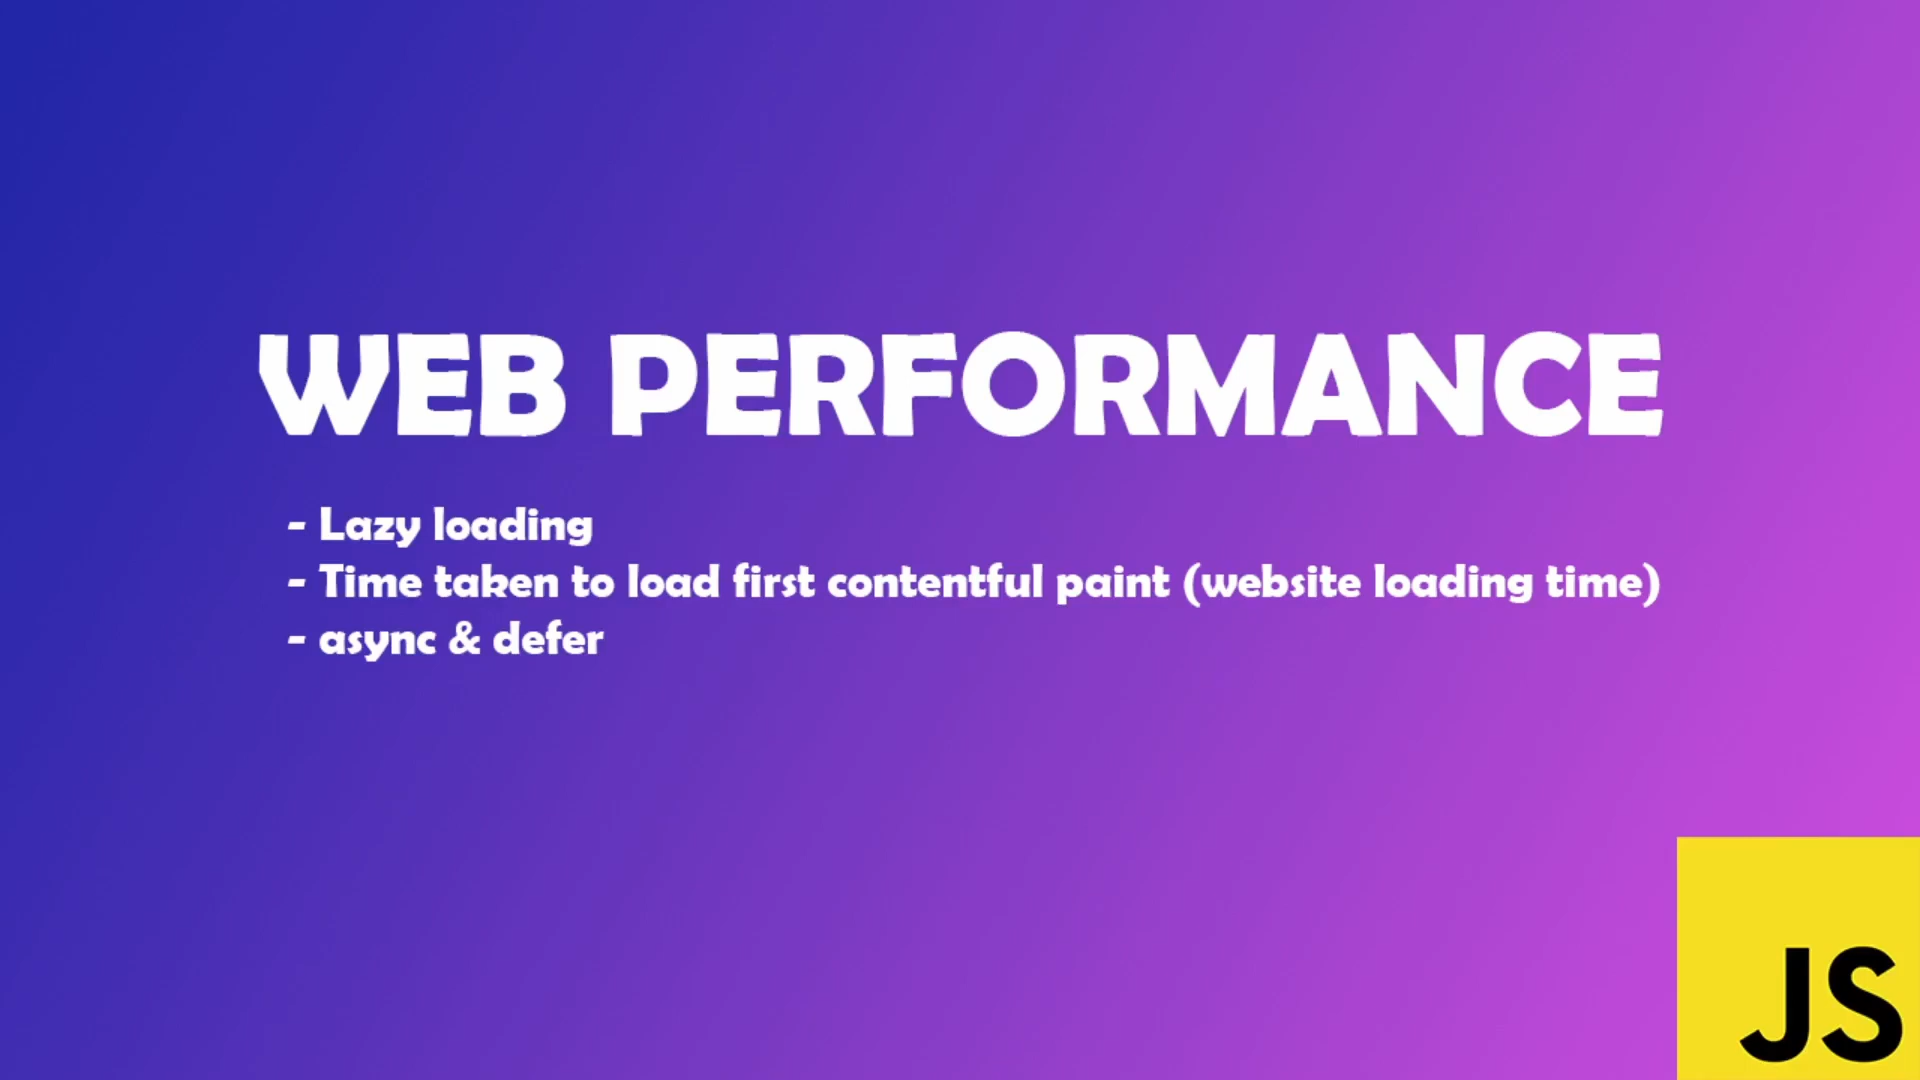 WEB PERFORMANCE
- Lazy loading
- Time taken to load first contentful paint (website loading time)
- async & defer
JS